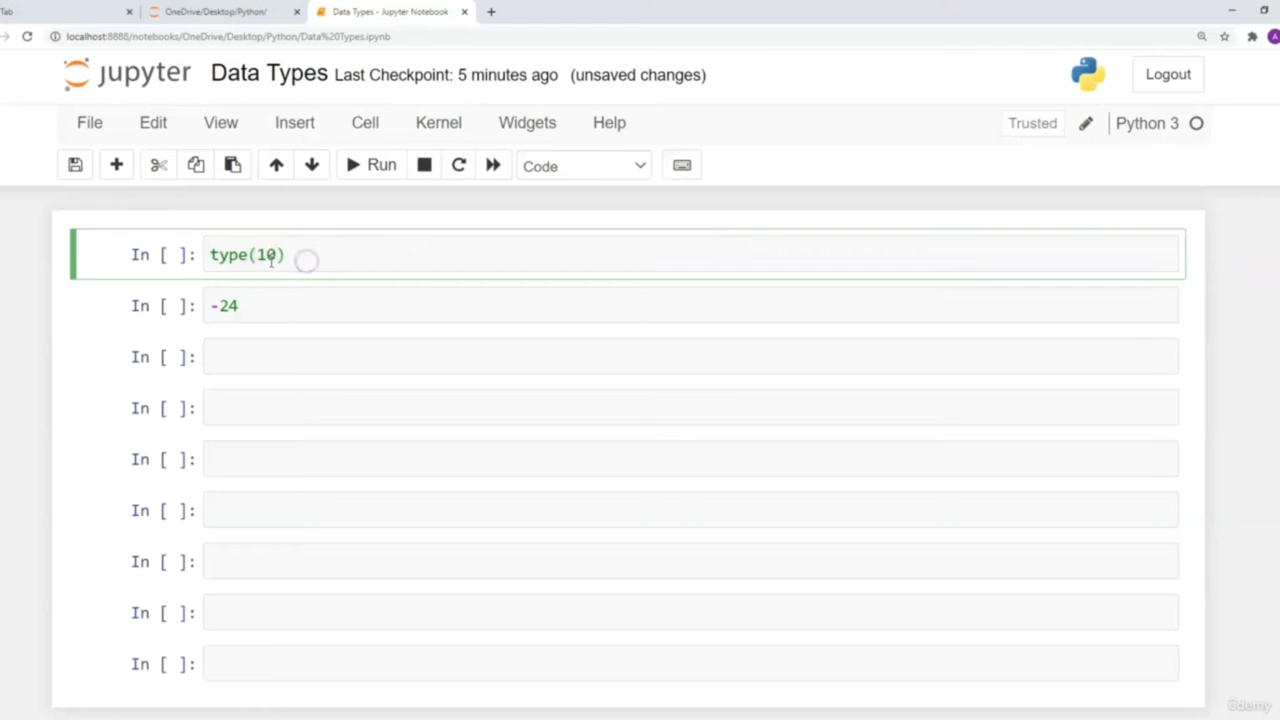 Tab
OneDrive/Desktop/Python/
Data Types - Jupyter Notebook
localhost:8888/notebooks/OneDrive/Desktop/Python/Data%20Types.ipynb
A
jupyter Data Types Last Checkpoint: 5 minutes ago (unsaved changes)
Logout
File Edit View Insert Cell Kernel Widgets Help
Trusted
Python 3
Run
Code
In [ ]: type(10)
In [ ]: -24
In [ ]:
In [ ]:
In [ ]:
In [ ]:
In [ ]:
In [ ]:
In [ ]:
Udemy